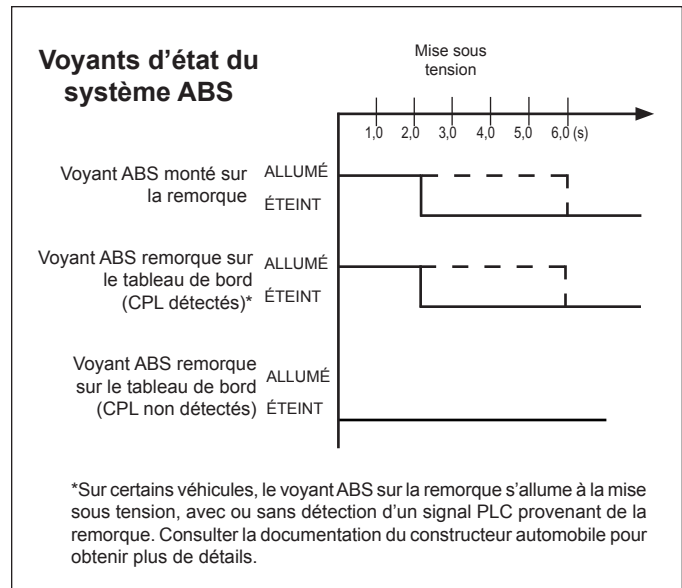 Voyants d'état du
système ABS
Mise sous
tension
1,0 2,0 3,0 4,0 5,0 6,0 (s)
Voyant ABS monté sur
la remorque
ALLUMÉ
ÉTEINT
Voyant ABS remorque sur
le tableau de bord
(CPL détectés)*
ALLUMÉ
ÉTEINT
Voyant ABS remorque
sur le tableau de bord
(CPL non détectés)
ALLUMÉ
ÉTEINT
*Sur certains véhicules, le voyant ABS sur la remorque s'allume à la mise
sous tension, avec ou sans détection d'un signal PLC provenant de la
remorque. Consulter la documentation du constructeur automobile pour
obtenir plus de détails.